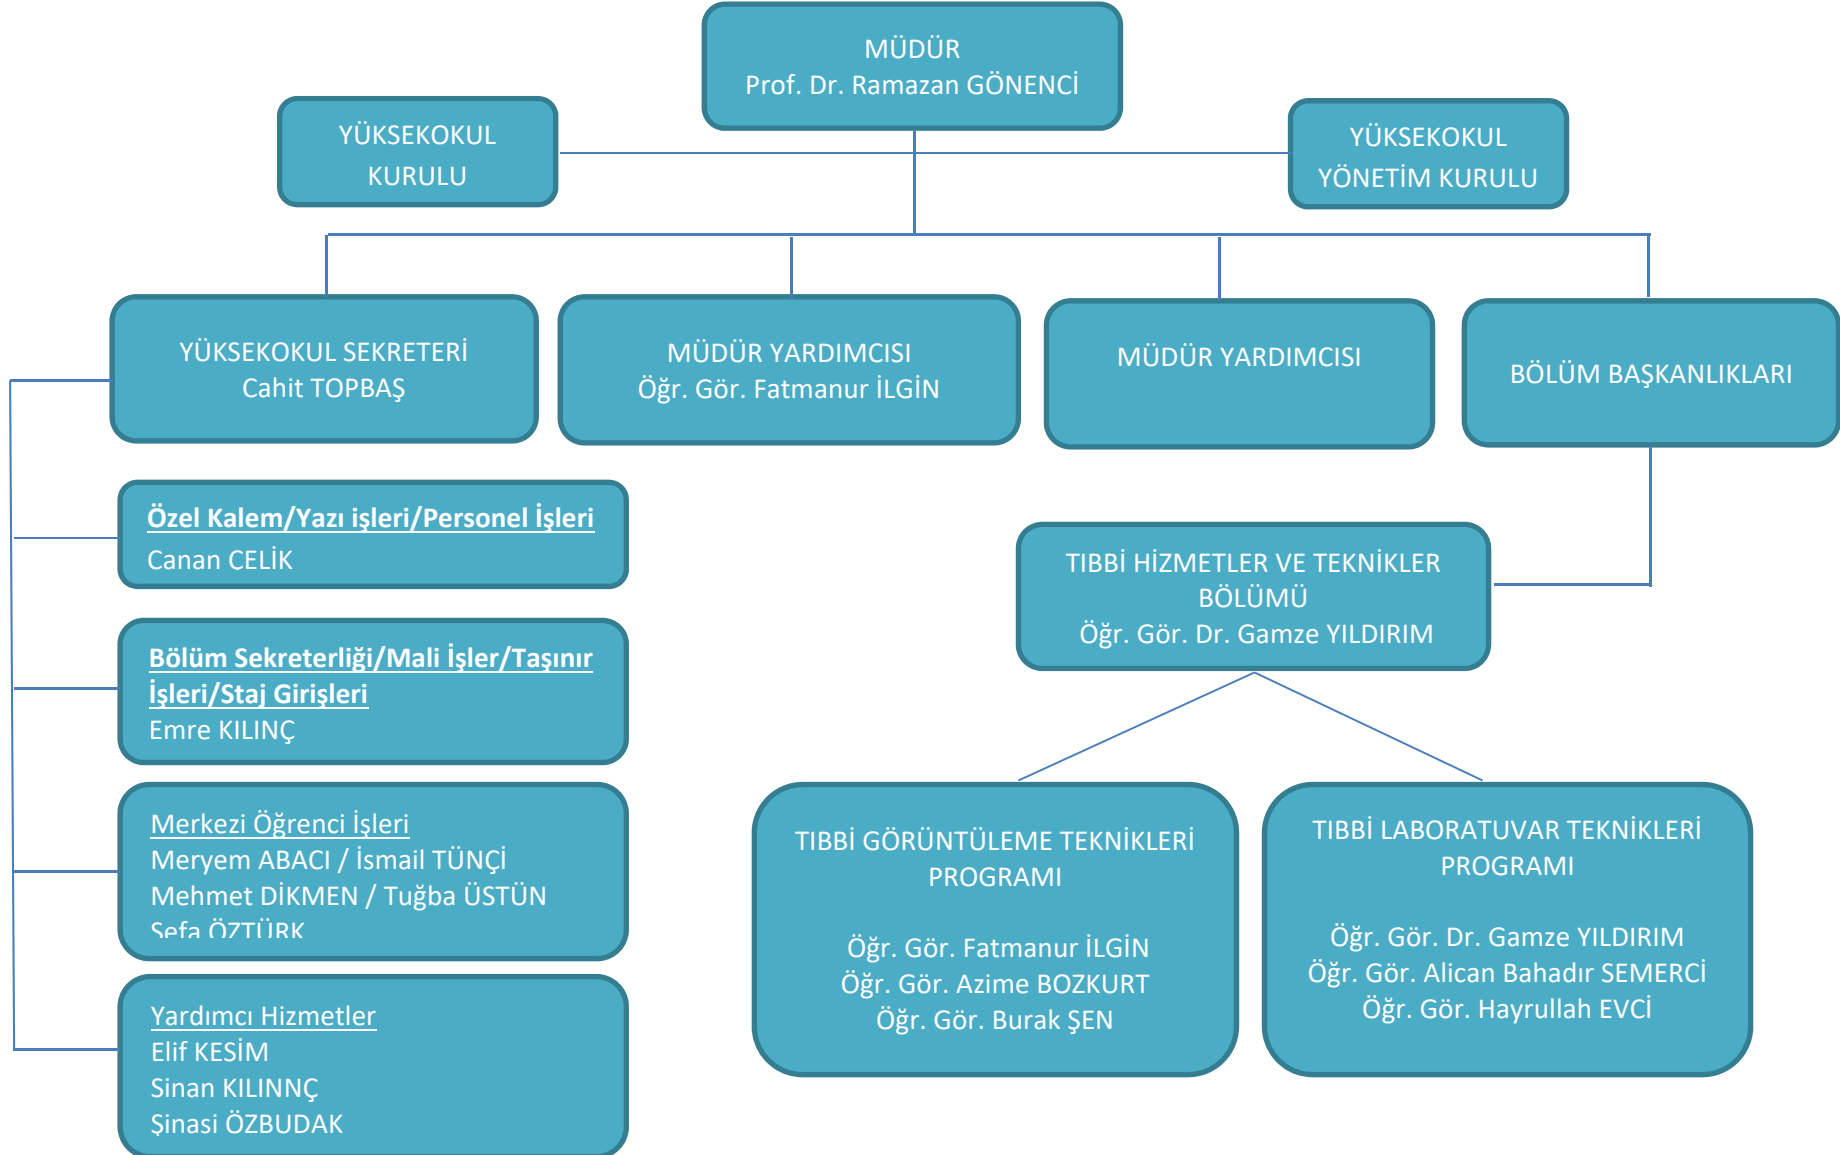 MÜDÜR
Prof. Dr. Ramazan GÖNENCİ
YÜKSEKOKUL
KURULU
YÜKSEKOKUL
YÖNETİM KURULU
YÜKSEKOKUL SEKRETERİ
Cahit TOPBAŞ
MÜDÜR YARDIMCISI
Öğr. Gör. Fatmanur İLGİN
MÜDÜR YARDIMCISI
BÖLÜM BAŞKANLIKLARI
Özel Kalem/Yazı işleri/Personel İşleri
Canan CELİK
Bölüm Sekreterliği/Mali İşler/Taşınır
İşleri/Staj Girişleri
Emre KILINÇ
Merkezi Öğrenci İşleri
Meryem ABACI / İsmail TÜNÇİ
Mehmet DİKMEN / Tuğba ÜSTÜN
Sefa ÖZTÜRK
Yardımcı Hizmetler
Elif KESİM
Sinan KILINNÇ
Şinasi ÖZBUDAK
TIBBİ HİZMETLER VE TEKNİKLER
BÖLÜMÜ
Öğr. Gör. Dr. Gamze YILDIRIM
TIBBİ GÖRÜNTÜLEME TEKNİKLERİ
PROGRAMI
Öğr. Gör. Fatmanur İLGİN
Öğr. Gör. Azime BOZKURT
Öğr. Gör. Burak ŞEN
TIBBİ LABORATUVAR TEKNİKLERİ
PROGRAMI
Öğr. Gör. Dr. Gamze YILDIRIM
Öğr. Gör. Alican Bahadır SEMERCİ
Öğr. Gör. Hayrullah EVCİ